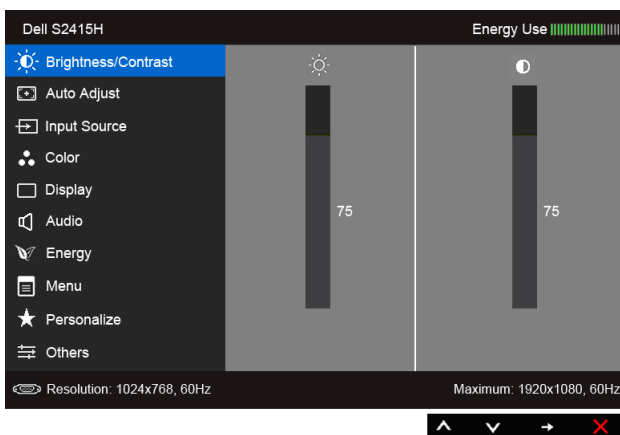 Dell S2415H
Energy Use
Brightness/Contrast
Auto Adjust
Input Source
Color
Display
Audio
Energy
Menu
Personalize
Others
75
75
Resolution: 1024x768, 60Hz
Maximum: 1920x1080, 60Hz